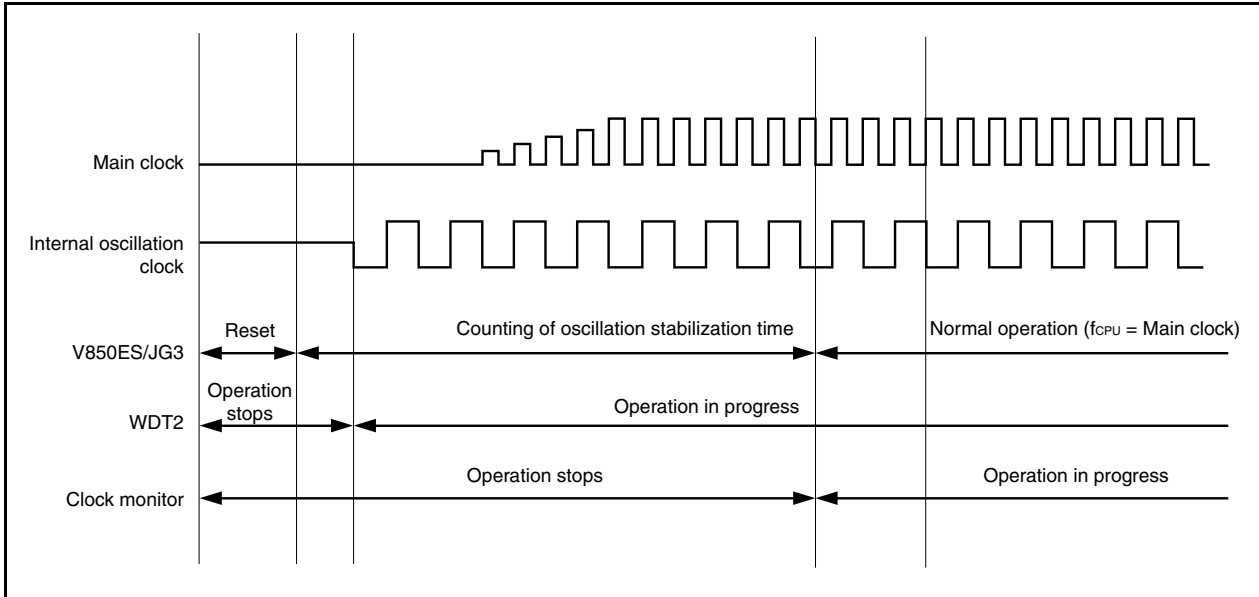 Main clock
Internal oscillation
clock
Reset
Counting of oscillation stabilization time
Normal operation (fCPU = Main clock)
V850ES/JG3
Operation
stops
Operation in progress
WDT2
Operation stops
Operation in progress
Clock monitor